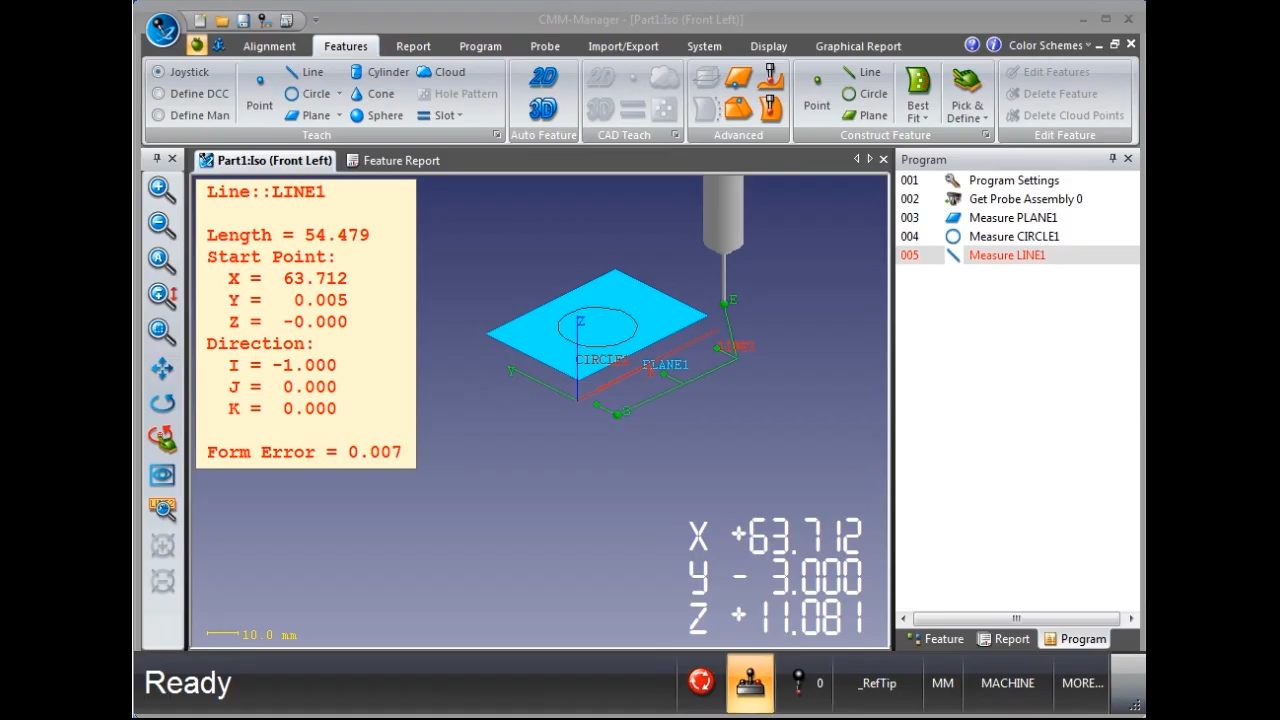 CMM-Manager - [Part1:Iso (Front Left)]
Alignment Features Report Program Probe Import/Export System Display Graphical Report Color Schemes
Joystick
Define DCC
Define Man
Point
Line
Circle
Plane
Cylinder
Cone
Sphere
Cloud
Hole Pattern
Slot
Teach
2D
3D
Auto Feature
2D
3D
CAD Teach
Advanced
Point
Line
Circle
Plane
Best Fit
Pick & Define
Construct Feature
Edit Features
Delete Feature
Delete Cloud Points
Edit Feature
Part1:Iso (Front Left) Feature Report
Line::LINE1
Length = 54.479
Start Point:
X = 63.712
Y = 0.005
Z = -0.000
Direction:
I = -1.000
J = 0.000
K = 0.000
Form Error = 0.007
Z
E
CIRCLE1
PLANE1
LINE1
Y
X +63.712
Y - 3.000
Z +11.081
10.0 mm
Program
001 Program Settings
002 Get Probe Assembly 0
003 Measure PLANE1
004 Measure CIRCLE1
005 Measure LINE1
Feature Report Program
Ready
0 _RefTip MM MACHINE MORE...